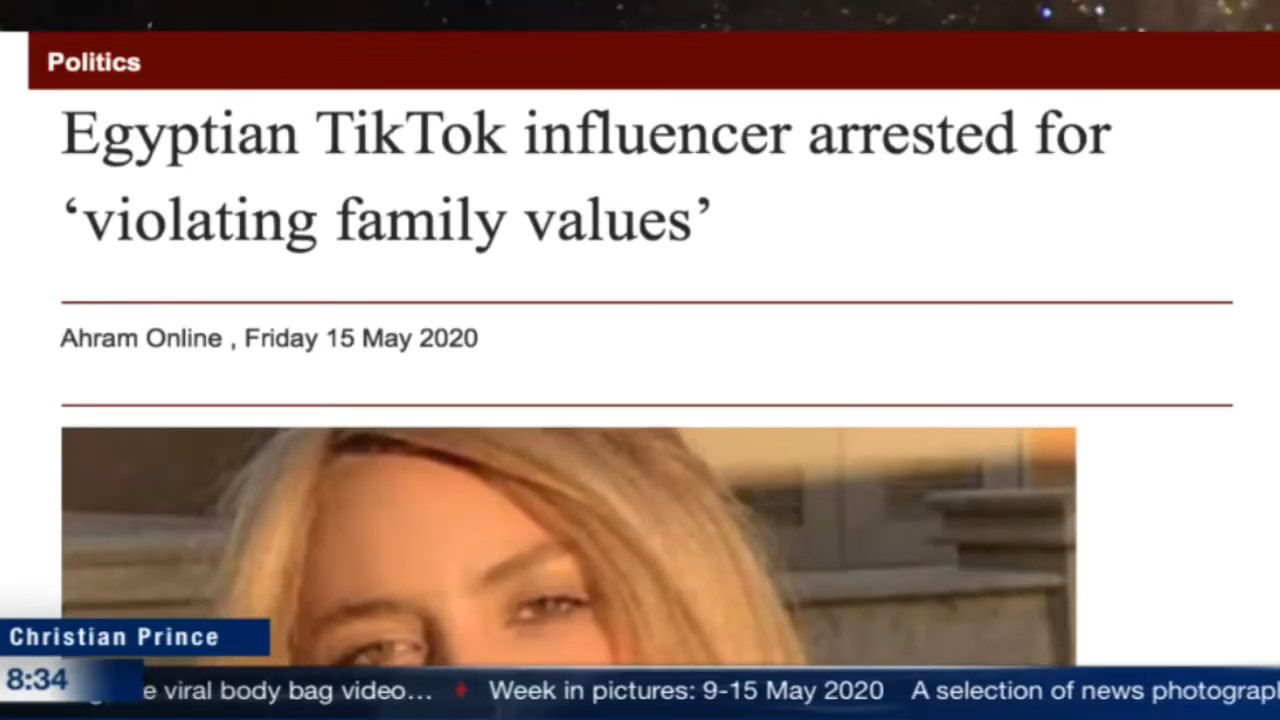 Politics
Egyptian TikTok influencer arrested for
‘violating family values’
Ahram Online , Friday 15 May 2020
Christian Prince
8:34
e viral body bag video... Week in pictures: 9-15 May 2020 A selection of news